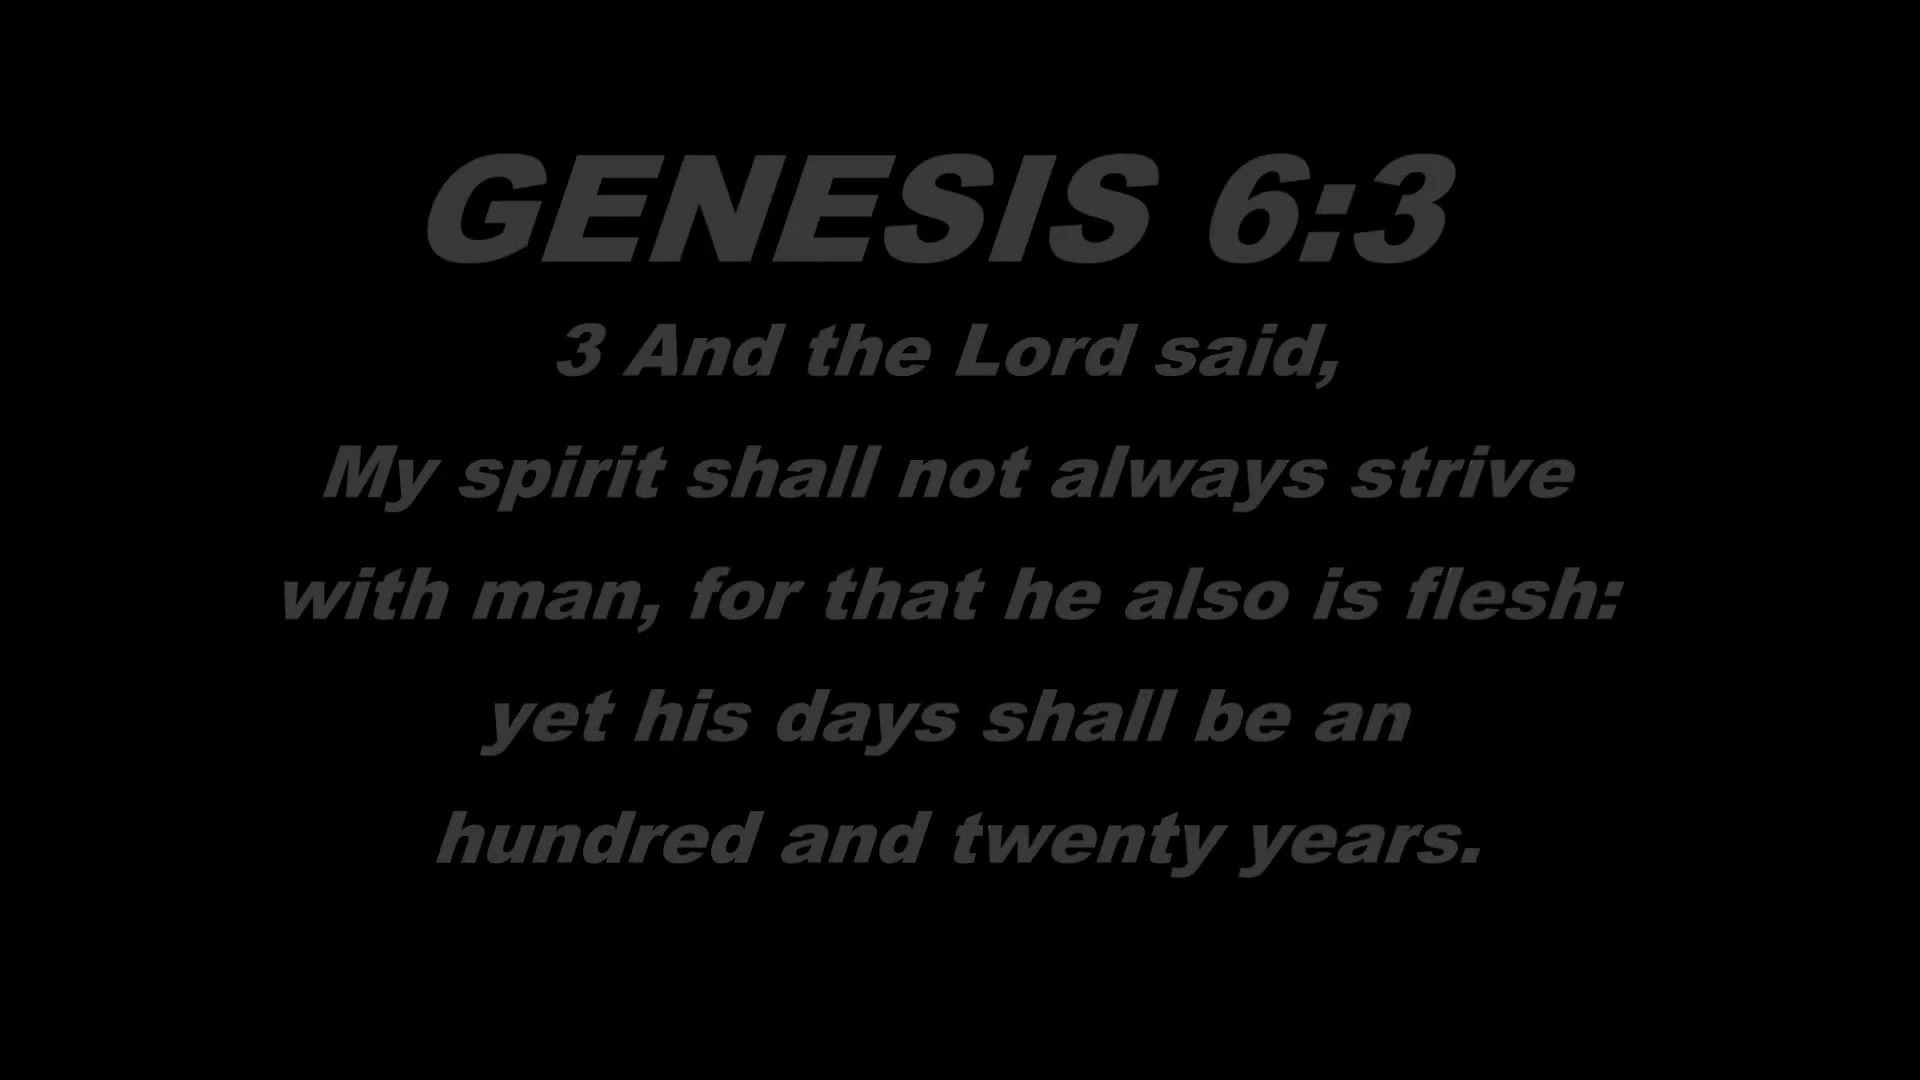 GENESIS 6:3
3 And the Lord said,
My spirit shall not always strive
with man, for that he also is flesh:
yet his days shall be an
hundred and twenty years.